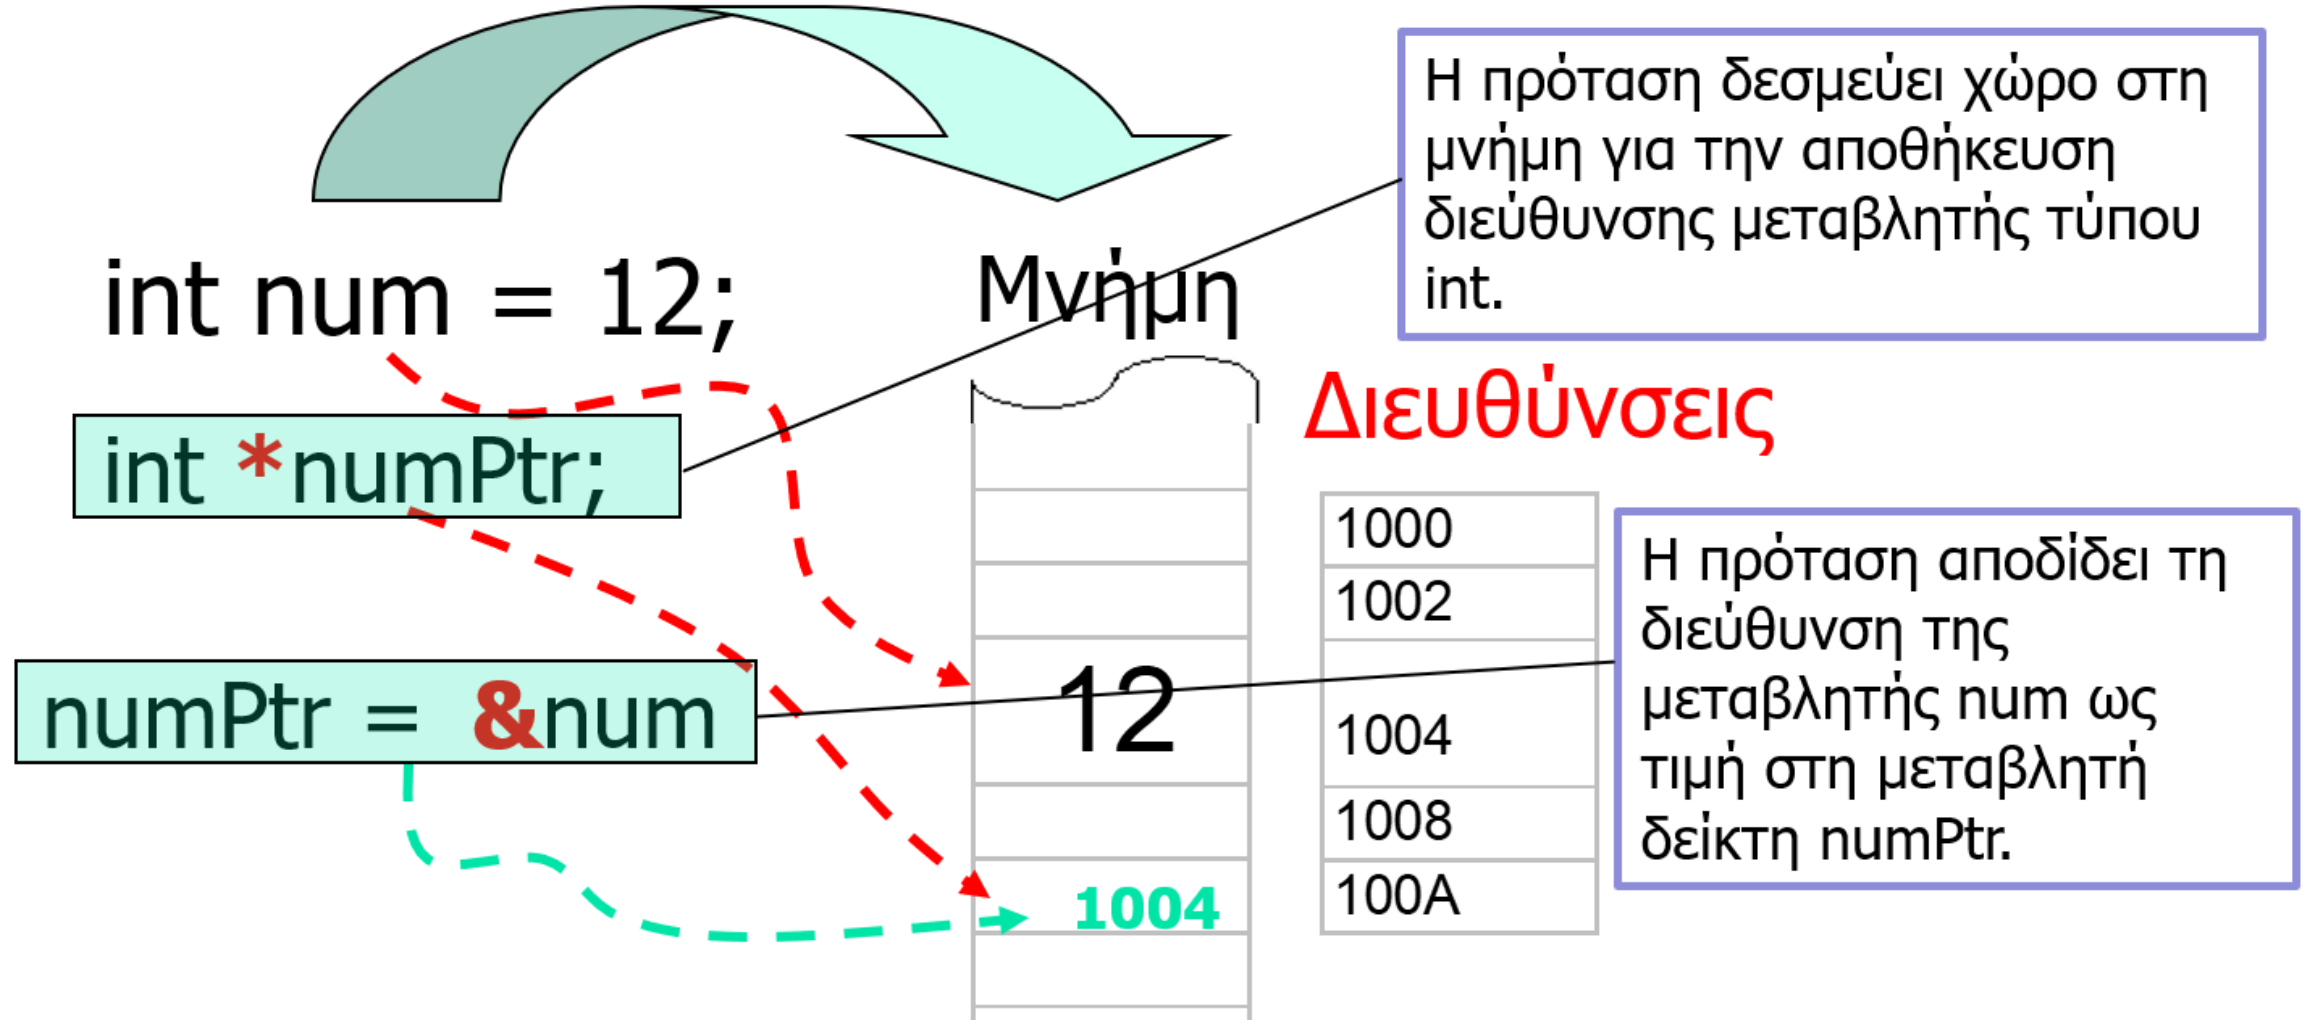 Η πρόταση δεσμεύει χώρο στη
μνήμη για την αποθήκευση
διεύθυνσης μεταβλητής τύπου
int.
int num = 12;
Μνήμη
Διευθύνσεις
int *numPtr;
1000
1002
Η πρόταση αποδίδει τη
διεύθυνση της
μεταβλητής num ως
τιμή στη μεταβλητή
δείκτη numPtr.
numPtr = &num
12
1004
1008
1004
100A